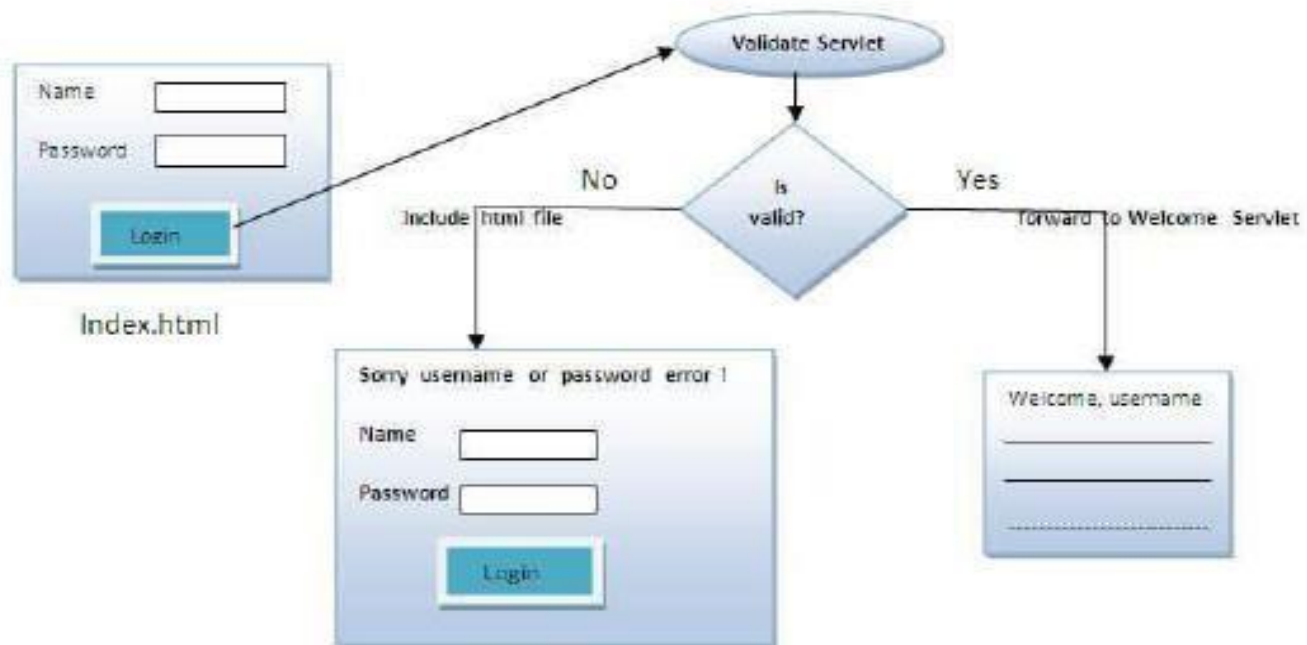 Validate Servlet
Name
Password
Login
Index.html
Is
valid?
No
Include html file
Yes
forward to Welcome Servlet
Sorry username or password error !
Name
Password
Login
Welcome, username